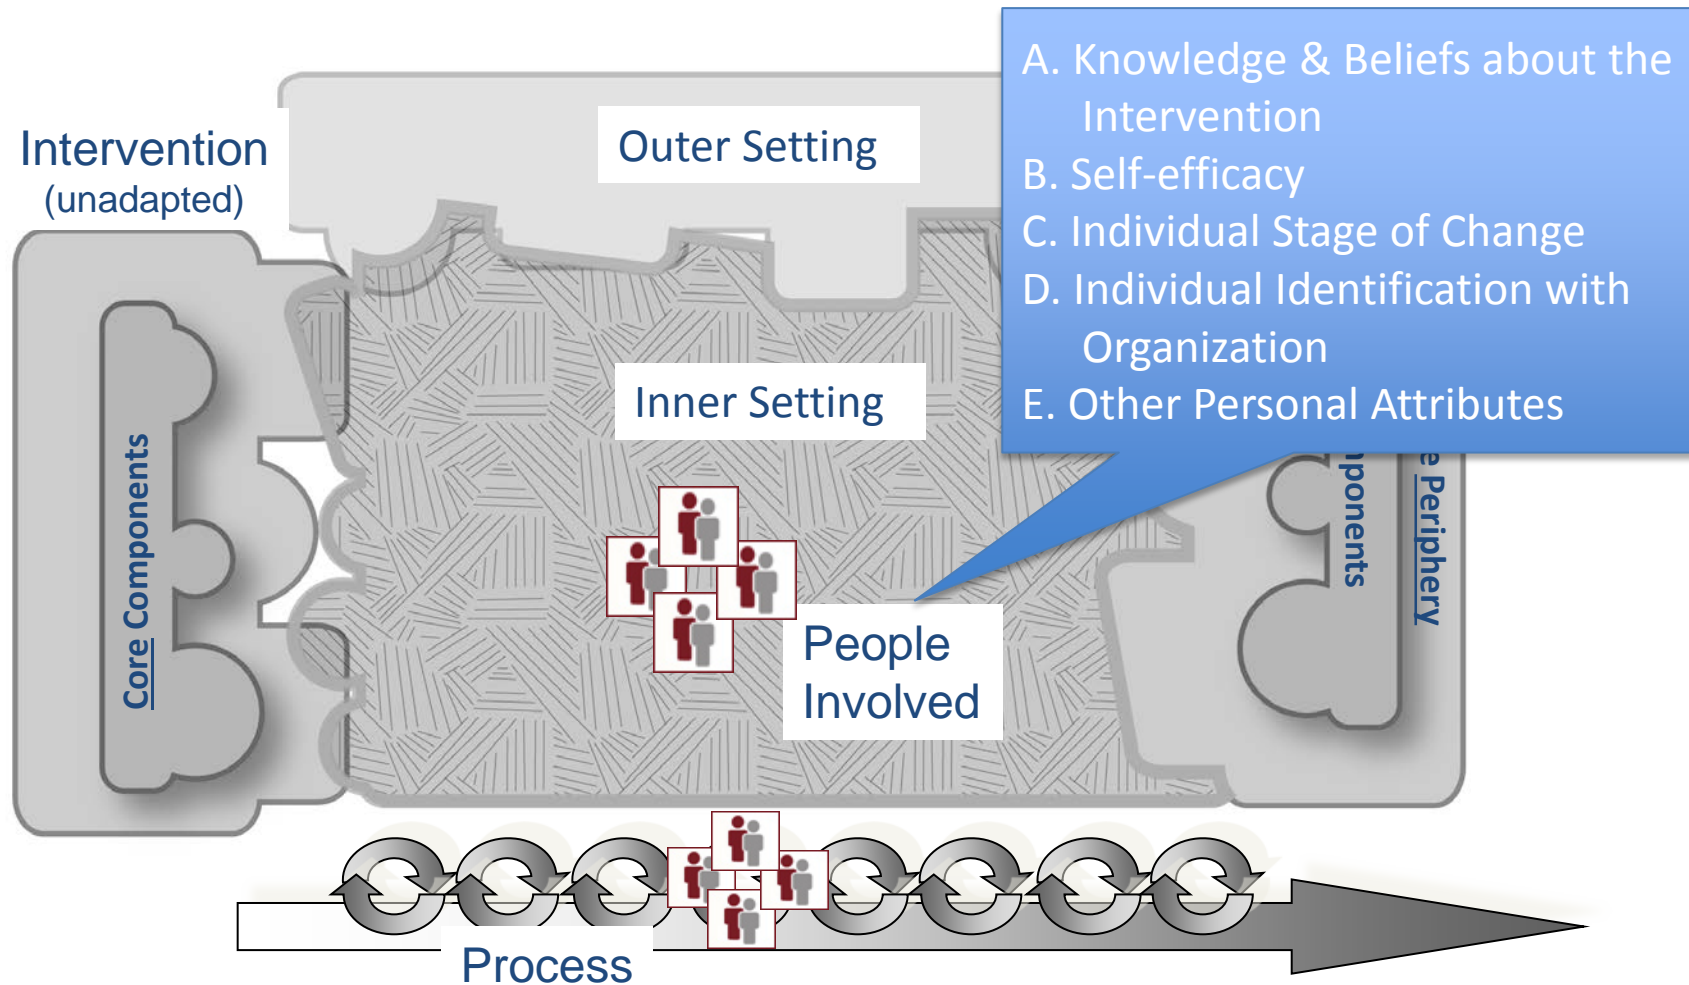 Intervention
(unadapted)
Outer Setting
A. Knowledge & Beliefs about the
Intervention
B. Self-efficacy
C. Individual Stage of Change
D. Individual Identification with
Organization
E. Other Personal Attributes
Inner Setting
Core Components
People
Involved
Periphery
Process